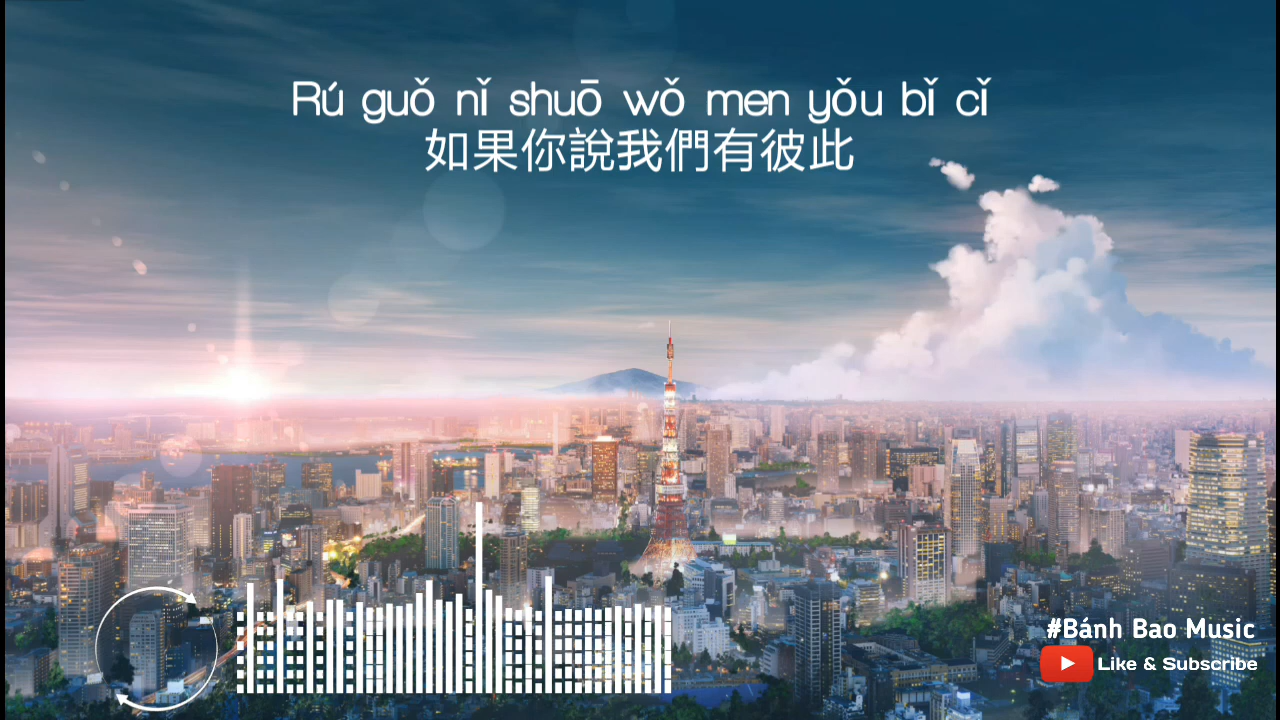 Rú guǒ nǐ shuō wǒ men yǒu bǐ cǐ
如果你說我們有彼此
#Bánh Bao Music
Like & Subscribe